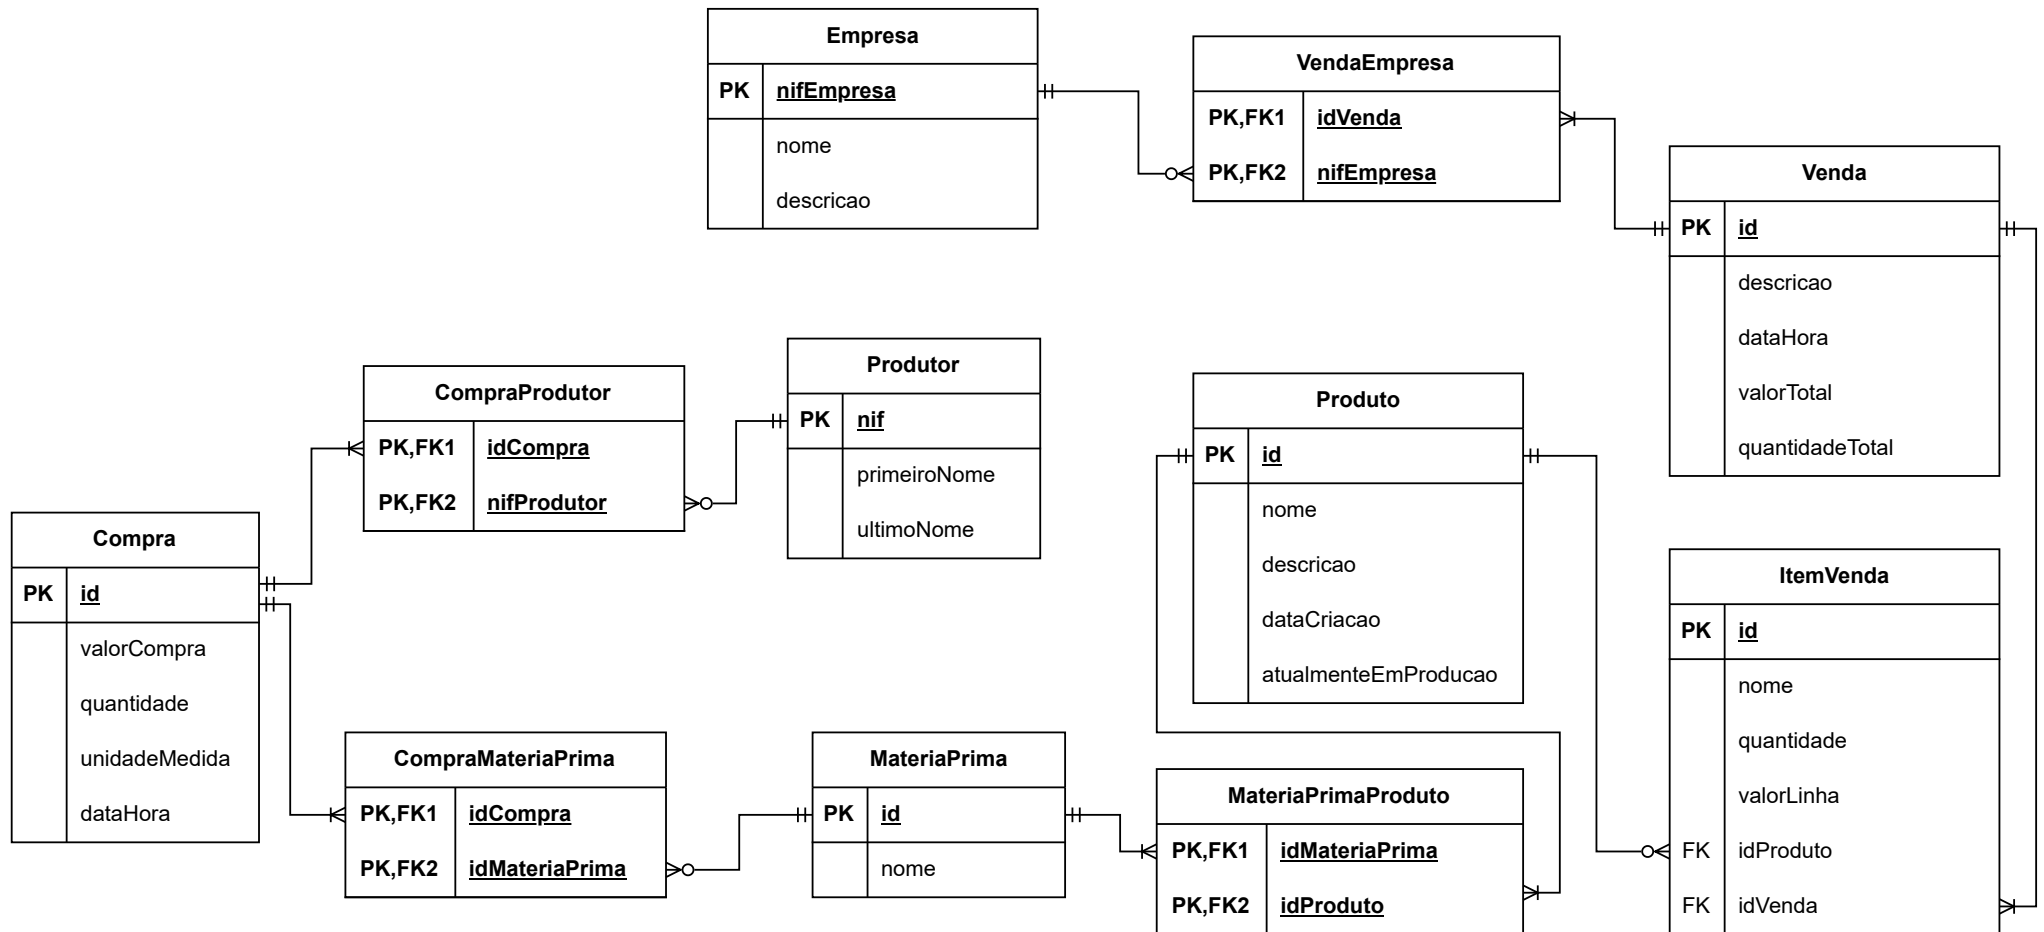 Empresa
PK nifEmpresa
nome
descricao
VendaEmpresa
PK,FK1 idVenda
PK,FK2 nifEmpresa
Venda
PK id
descricao
dataHora
valorTotal
quantidadeTotal
CompraProdutor
PK,FK1 idCompra
PK,FK2 nifProdutor
Produtor
PK nif
primeiroNome
ultimoNome
Produto
PK id
nome
descricao
dataCriacao
atualmenteEmProducao
Compra
PK id
valorCompra
quantidade
unidadeMedida
dataHora
ItemVenda
PK id
nome
quantidade
valorLinha
FK idProduto
FK idVenda
CompraMateriaPrima
PK,FK1 idCompra
PK,FK2 idMateriaPrima
MateriaPrima
PK id
nome
MateriaPrimaProduto
PK,FK1 idMateriaPrima
PK,FK2 idProduto